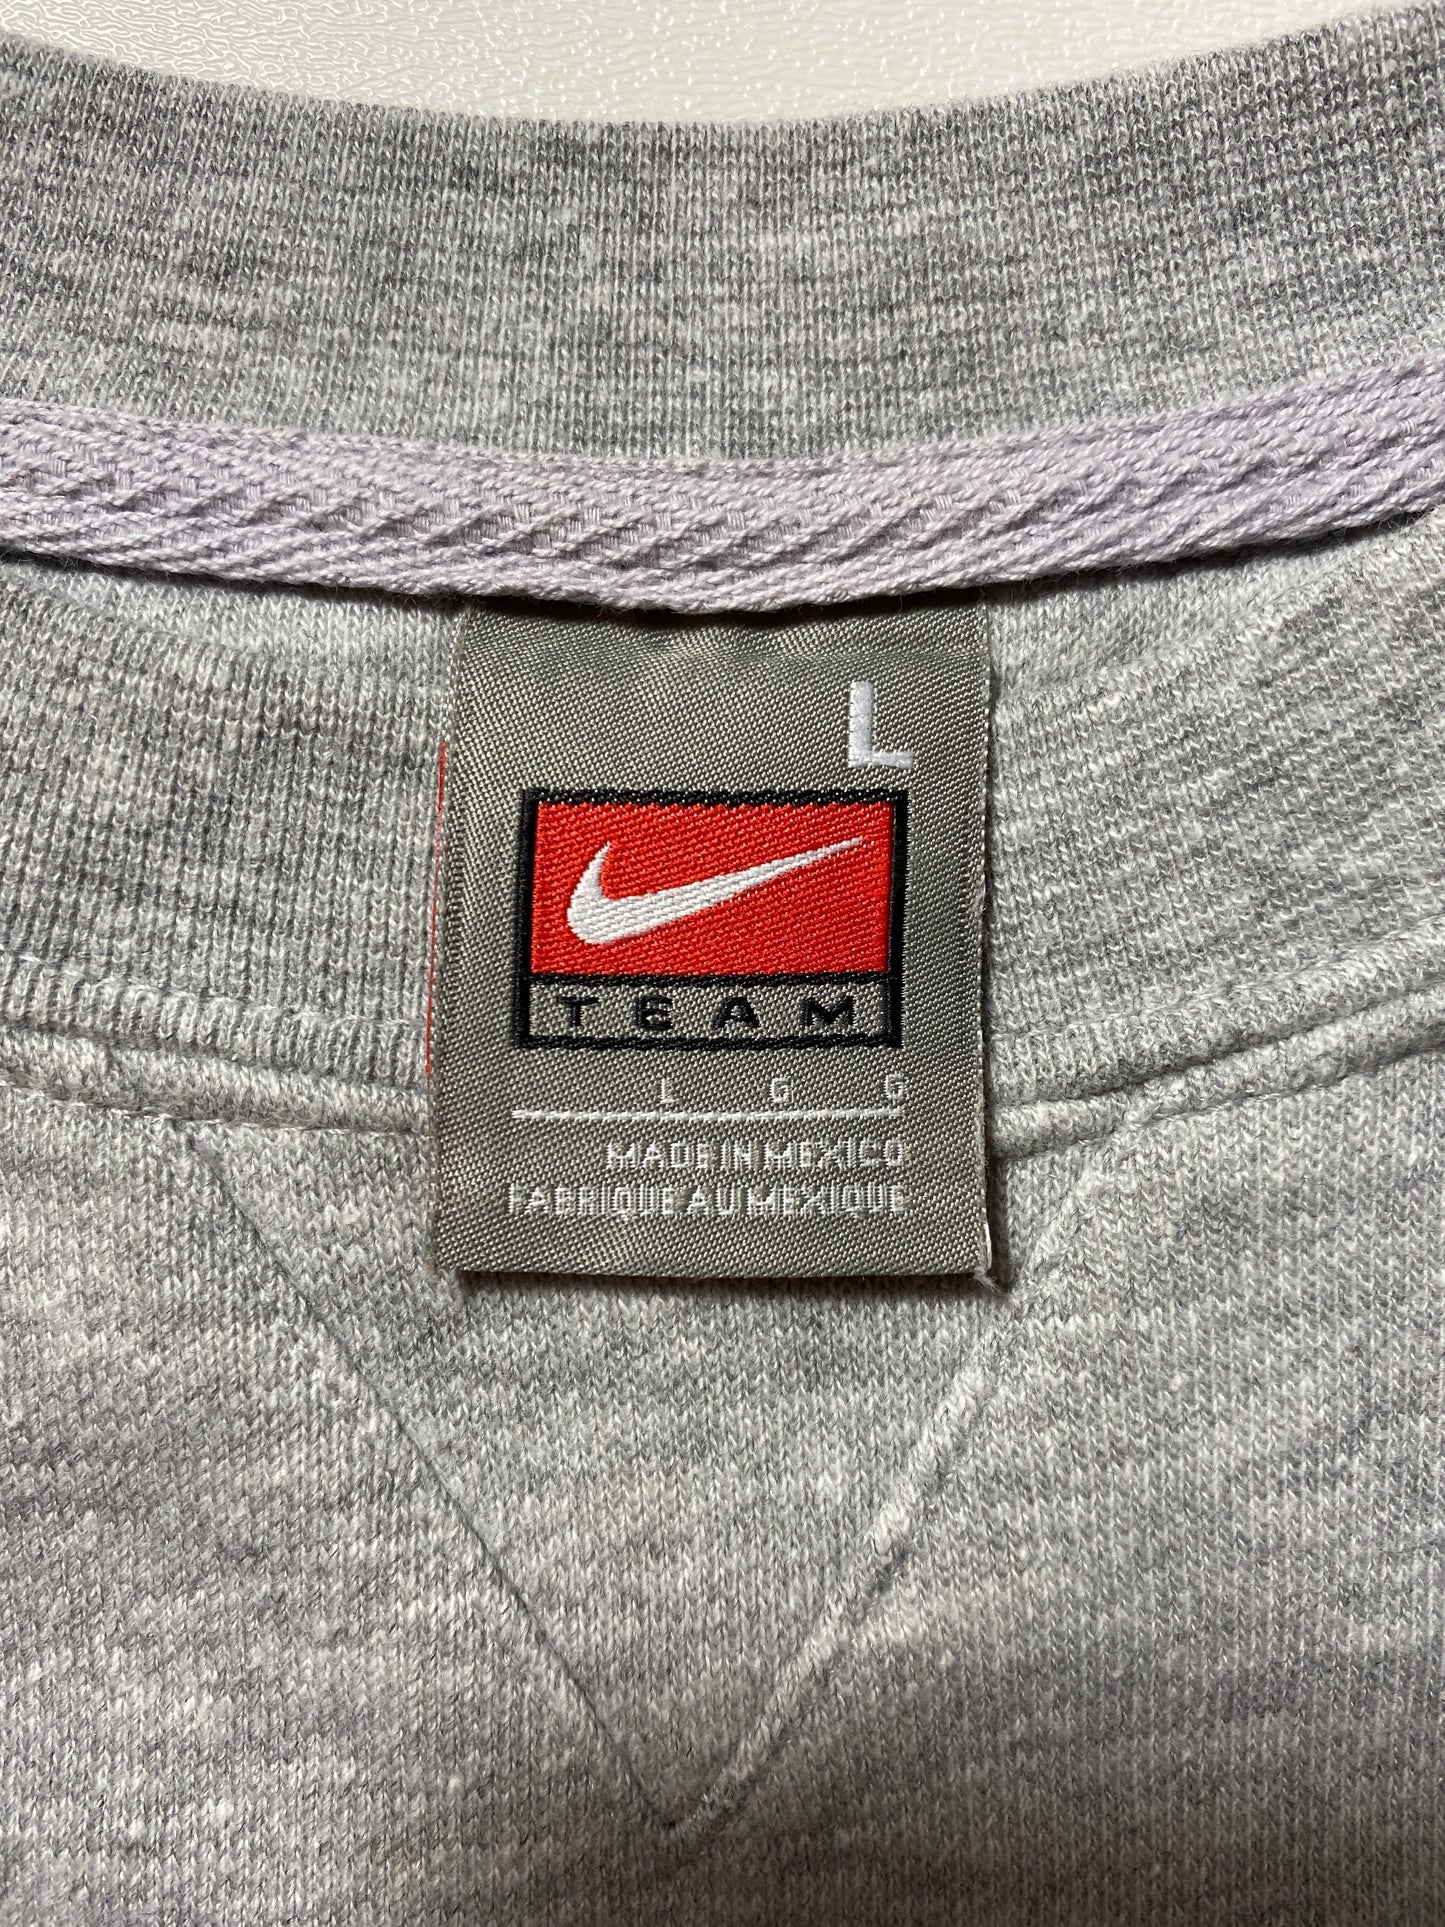 L
TEAM
L G G
MADE IN MEXICO
FABRIQUE AU MEXIQUE